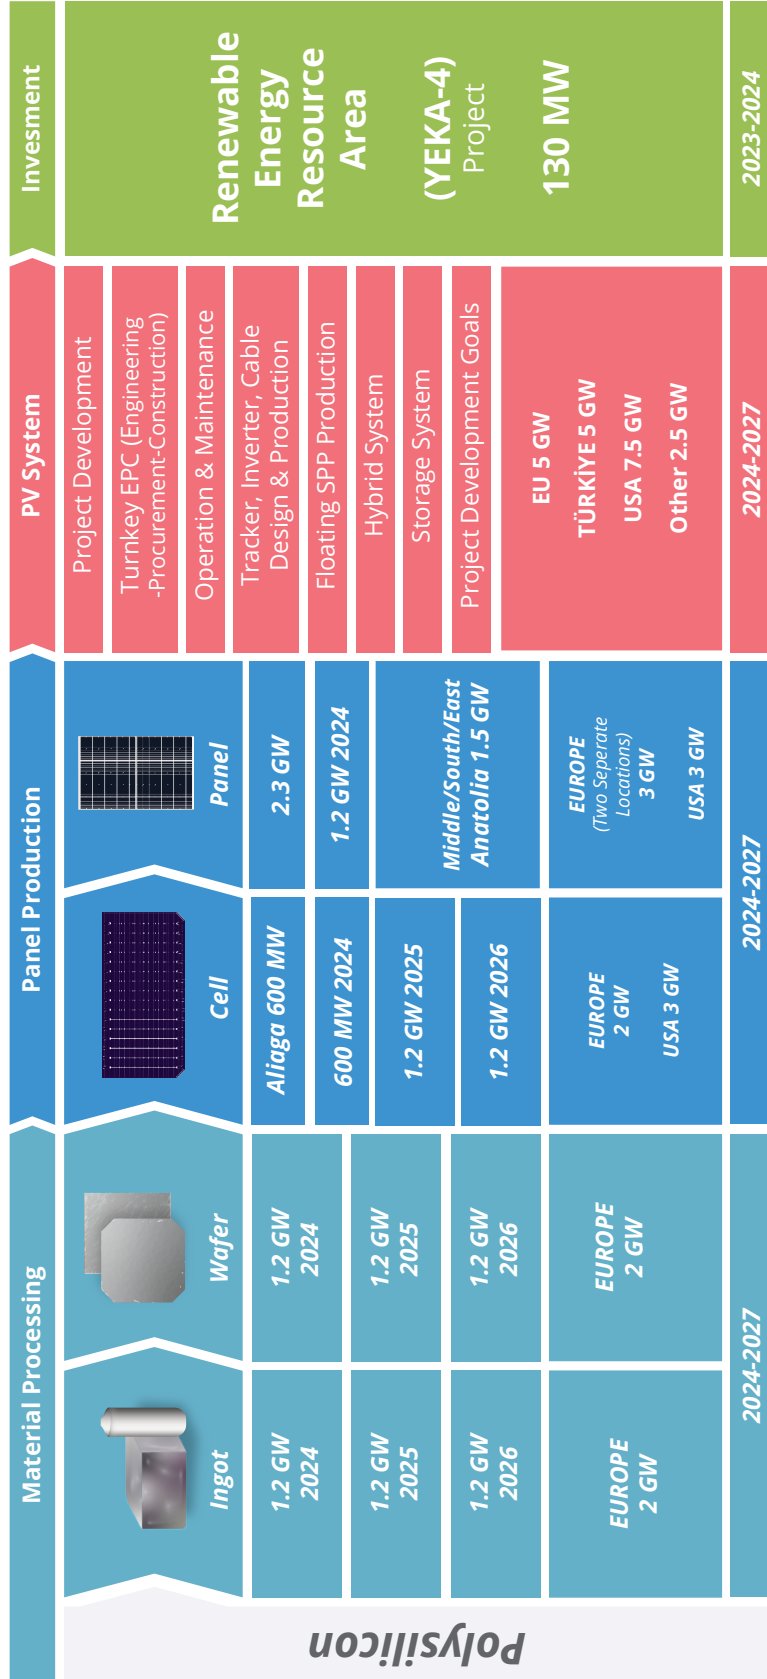 Polysilicon
Material Processing
Ingot
1.2 GW
2024
1.2 GW
2025
1.2 GW
2026
EUROPE
2 GW
Wafer
1.2 GW
2024
1.2 GW
2025
1.2 GW
2026
EUROPE
2 GW
2024-2027
Panel Production
Cell
Aliaga 600 MW
600 MW 2024
1.2 GW 2025
1.2 GW 2026
EUROPE
2 GW
USA 3 GW
Panel
2.3 GW
1.2 GW 2024
Middle/South/East
Anatolia 1.5 GW
EUROPE
(Two Seperate
Locations)
3 GW
USA 3 GW
2024-2027
PV System
Project Development
Turnkey EPC (Engineering
-Procurement-Construction)
Operation & Maintenance
Tracker, Inverter, Cable
Design & Production
Floating SPP Production
Hybrid System
Storage System
Project Development Goals
EU 5 GW
TÜRKİYE 5 GW
USA 7.5 GW
Other 2.5 GW
2024-2027
Invesment
Renewable
Energy
Resource
Area
(YEKA-4)
Project
130 MW
2023-2024